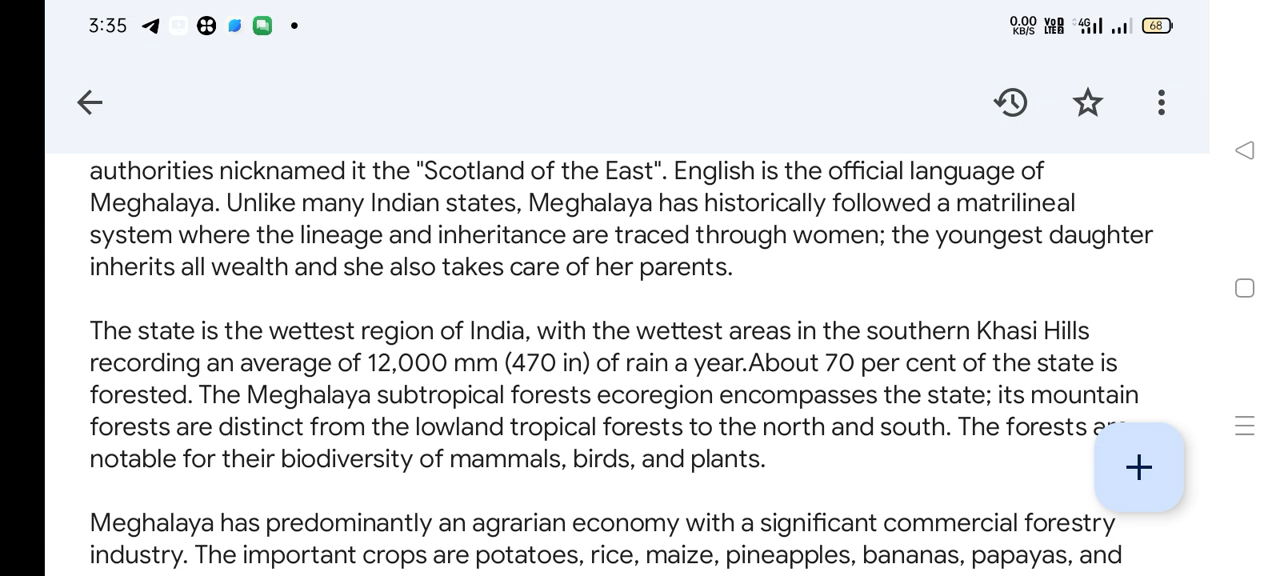 3:35
0.00 KB/S VoD LTE2 4G 68
authorities nicknamed it the "Scotland of the East". English is the official language of
Meghalaya. Unlike many Indian states, Meghalaya has historically followed a matrilineal
system where the lineage and inheritance are traced through women; the youngest daughter
inherits all wealth and she also takes care of her parents.
The state is the wettest region of India, with the wettest areas in the southern Khasi Hills
recording an average of 12,000 mm (470 in) of rain a year.About 70 per cent of the state is
forested. The Meghalaya subtropical forests ecoregion encompasses the state; its mountain
forests are distinct from the lowland tropical forests to the north and south. The forests are
notable for their biodiversity of mammals, birds, and plants.
Meghalaya has predominantly an agrarian economy with a significant commercial forestry
industry. The important crops are potatoes, rice, maize, pineapples, bananas, papayas, and